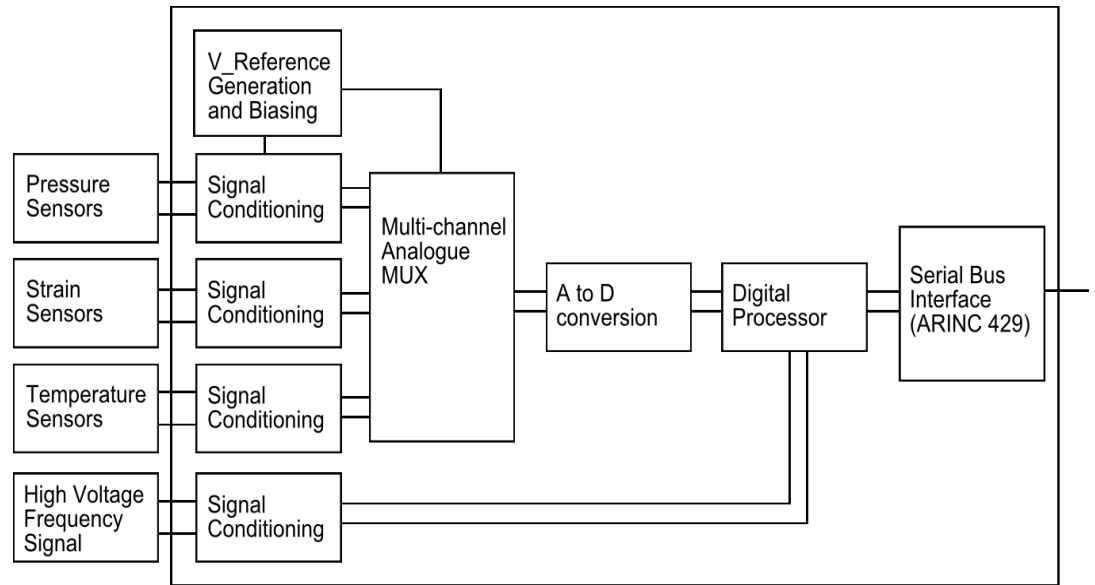 V_Reference
Generation
and Biasing
Pressure
Sensors
Signal
Conditioning
Multi-channel
Analogue
MUX
Strain
Sensors
Signal
Conditioning
A to D
conversion
Digital
Processor
Serial Bus
Interface
(ARINC 429)
Temperature
Sensors
Signal
Conditioning
High Voltage
Frequency
Signal
Signal
Conditioning